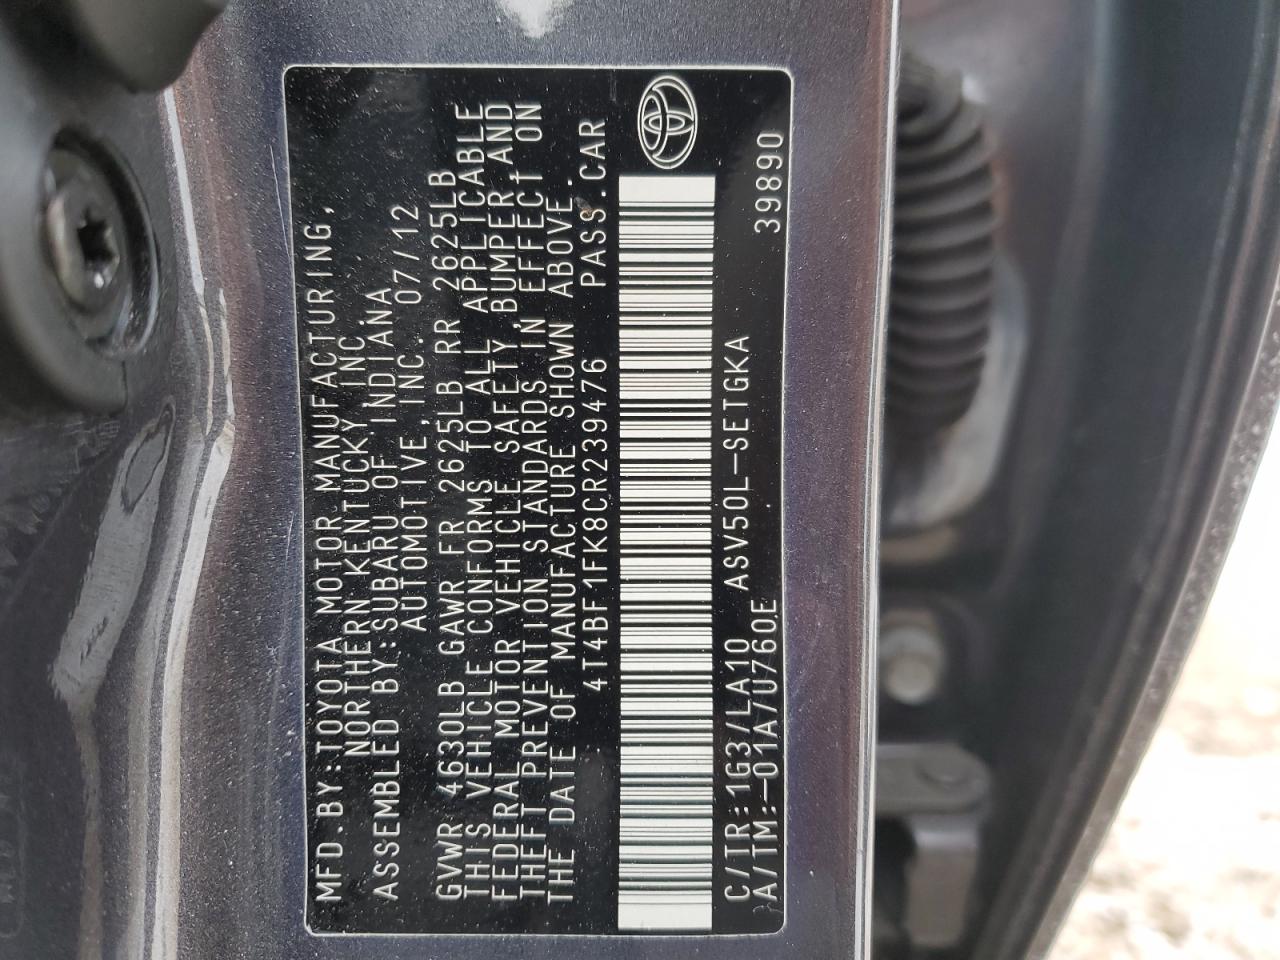 MFD.BY:TOYOTA MOTOR MANUFACTURING,
NORTHERN KENTUCKY INC.
ASSEMBLED BY:SUBARU OF INDIANA
AUTOMOTIVE,INC. 07/12
GVWR 4630LB GAWR FR 2625LB RR 2625LB
THIS VEHICLE CONFORMS TO ALL APPLICABLE
FEDERAL MOTOR VEHICLE SAFETY,BUMPER,AND
THEFT PREVENTION STANDARDS IN EFFECT ON
THE DATE OF MANUFACTURE SHOWN ABOVE.
4T4BF1FK8CR239476 PASS.CAR
C/TR:1G3/LA10 ASV50L-SETGKA
A/TM:-01A/U760E 39890